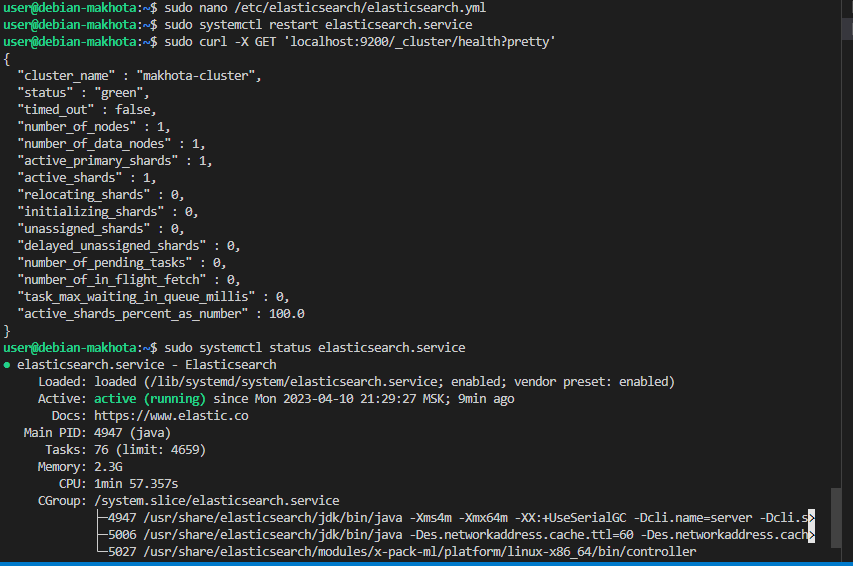 user@debian-makhota:~$ sudo nano /etc/elasticsearch/elasticsearch.yml
user@debian-makhota:~$ sudo systemctl restart elasticsearch.service
user@debian-makhota:~$ sudo curl -X GET 'localhost:9200/_cluster/health?pretty'
{
  "cluster_name" : "makhota-cluster",
  "status" : "green",
  "timed_out" : false,
  "number_of_nodes" : 1,
  "number_of_data_nodes" : 1,
  "active_primary_shards" : 1,
  "active_shards" : 1,
  "relocating_shards" : 0,
  "initializing_shards" : 0,
  "unassigned_shards" : 0,
  "delayed_unassigned_shards" : 0,
  "number_of_pending_tasks" : 0,
  "number_of_in_flight_fetch" : 0,
  "task_max_waiting_in_queue_millis" : 0,
  "active_shards_percent_as_number" : 100.0
}
user@debian-makhota:~$ sudo systemctl status elasticsearch.service
● elasticsearch.service - Elasticsearch
     Loaded: loaded (/lib/systemd/system/elasticsearch.service; enabled; vendor preset: enabled)
     Active: active (running) since Mon 2023-04-10 21:29:27 MSK; 9min ago
       Docs: https://www.elastic.co
   Main PID: 4947 (java)
      Tasks: 76 (limit: 4659)
     Memory: 2.3G
        CPU: 1min 57.357s
     CGroup: /system.slice/elasticsearch.service
             ├─4947 /usr/share/elasticsearch/jdk/bin/java -Xms4m -Xmx64m -XX:+UseSerialGC -Dcli.name=server -Dcli.s>
             ├─5006 /usr/share/elasticsearch/jdk/bin/java -Des.networkaddress.cache.ttl=60 -Des.networkaddress.cach>
             └─5027 /usr/share/elasticsearch/modules/x-pack-ml/platform/linux-x86_64/bin/controller